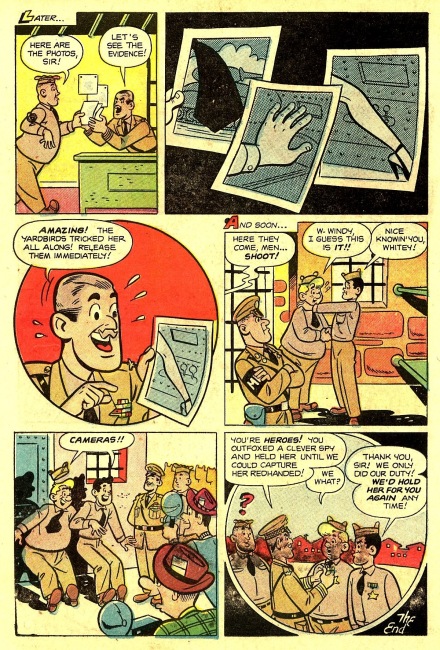 LATER...
HERE ARE
THE PHOTOS,
SIR!
LET'S
SEE THE
EVIDENCE!
AMAZING! THE
YARDBIRDS TRICKED HER
ALL ALONG! RELEASE
THEM IMMEDIATELY!
AND SOON...
HERE THEY
COME, MEN...
SHOOT!
W-WINDY,
I GUESS THIS
IS IT!!
NICE
KNOWIN' YOU,
WHITEY!
M
CAMERAS!!
YOU'RE HEROES! YOU
OUTFOXED A CLEVER SPY
AND HELD HER UNTIL WE
COULD CAPTURE
HER REDHANDED!
WE
WHAT?
THANK YOU,
SIR! WE ONLY
DID OUR DUTY!
WE'D HOLD
HER FOR YOU
AGAIN ANY
TIME!
?
The
End